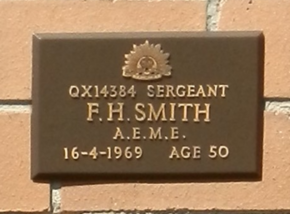 QX14384 SERGEANT
F.H. SMITH
A.E.M.E.
16-4-1969 AGE 50